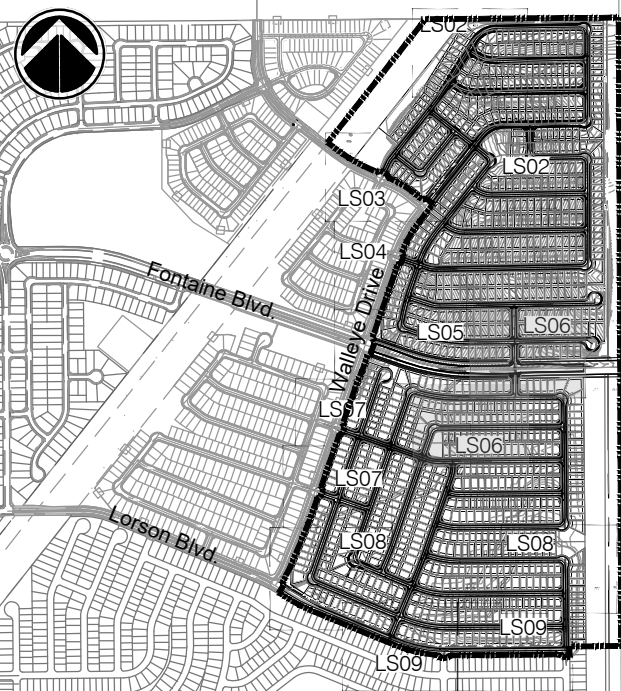 LS02
LS02
LS03
LS04
Fontaine Blvd.
Walleye Drive
LS05
LS06
LS07
LS06
LS07
LS08
LS08
Lorson Blvd.
LS09
LS09